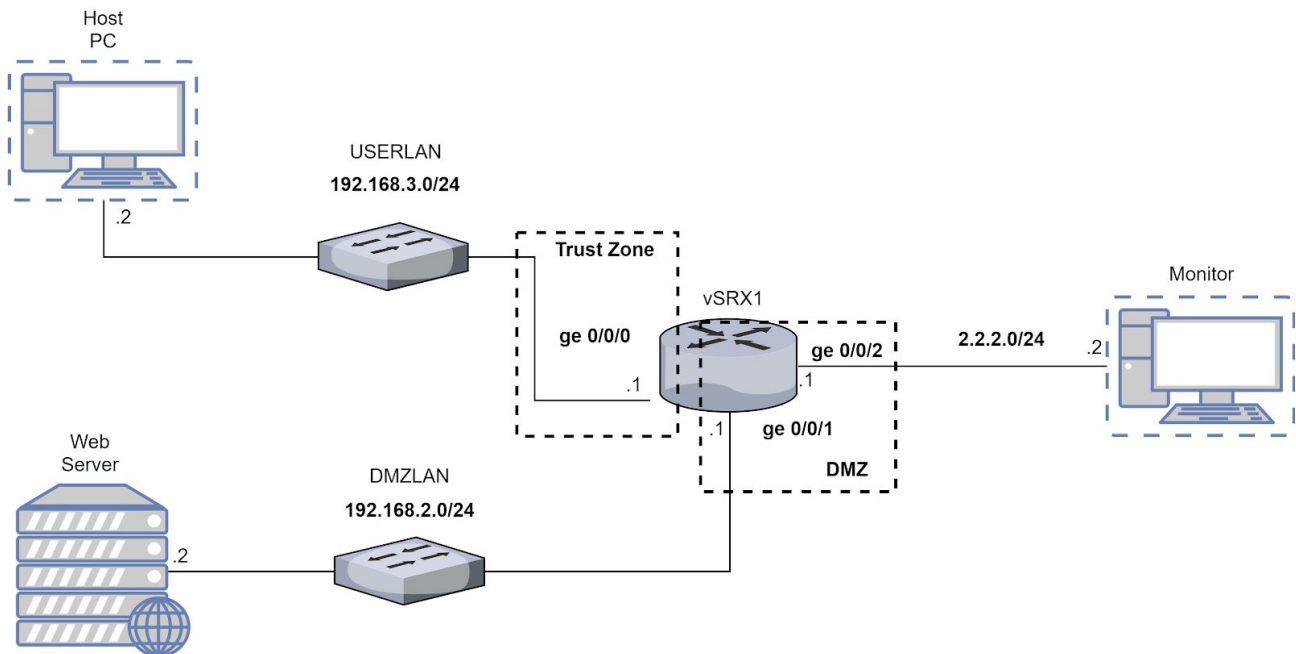 Host
PC
.2
USERLAN
192.168.3.0/24
Trust Zone
ge 0/0/0
.1
vSRX1
ge 0/0/2
.1
2.2.2.0/24
.2
Monitor
.1
ge 0/0/1
DMZ
Web
Server
.2
DMZLAN
192.168.2.0/24